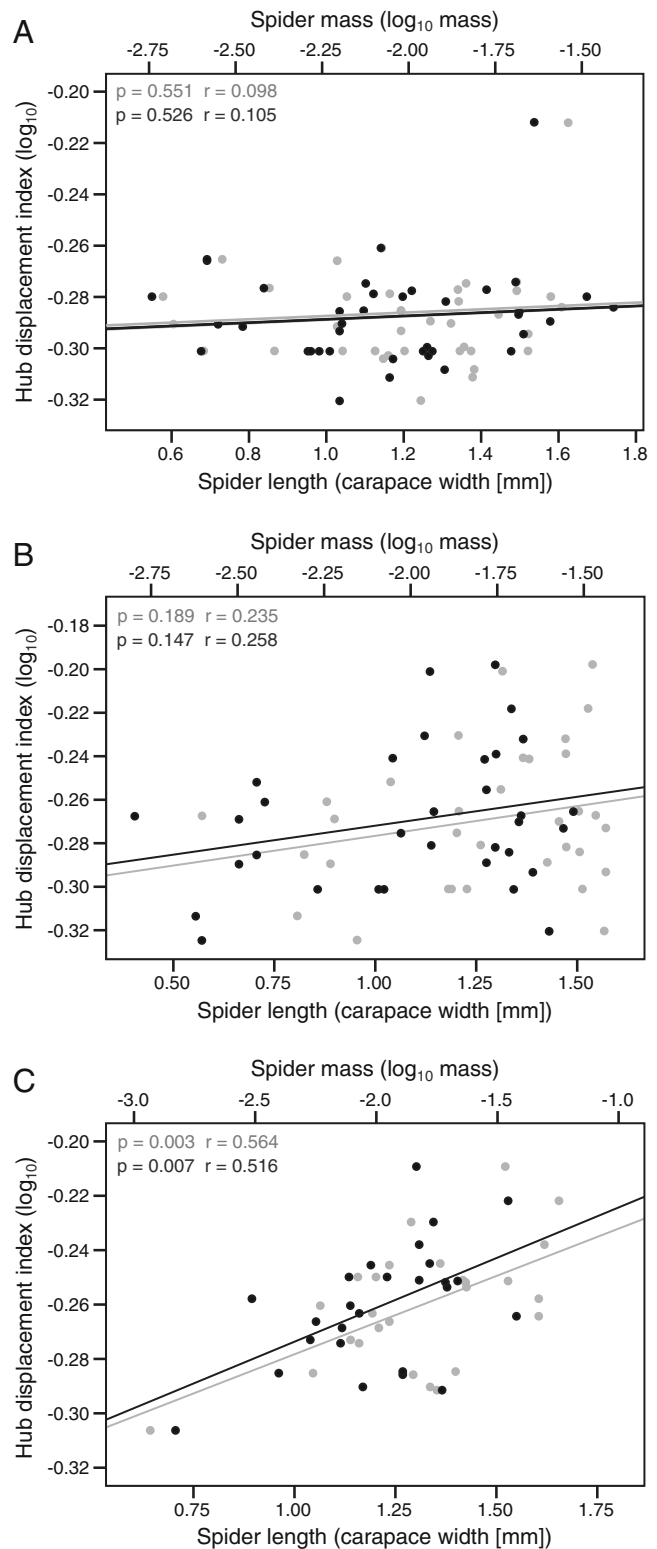 A
Spider mass (log10 mass)
-2.75 -2.50 -2.25 -2.00 -1.75 -1.50
p = 0.551 r = 0.098
p = 0.526 r = 0.105
Hub displacement index (log10)
-0.20
-0.22
-0.24
-0.26
-0.28
-0.30
-0.32
0.6 0.8 1.0 1.2 1.4 1.6 1.8
Spider length (carapace width [mm])
B
Spider mass (log10 mass)
-2.75 -2.50 -2.25 -2.00 -1.75 -1.50
p = 0.189 r = 0.235
p = 0.147 r = 0.258
Hub displacement index (log10)
-0.18
-0.20
-0.22
-0.24
-0.26
-0.28
-0.30
-0.32
0.50 0.75 1.00 1.25 1.50
Spider length (carapace width [mm])
C
Spider mass (log10 mass)
-3.0 -2.5 -2.0 -1.5 -1.0
p = 0.003 r = 0.564
p = 0.007 r = 0.516
Hub displacement index (log10)
-0.20
-0.22
-0.24
-0.26
-0.28
-0.30
-0.32
0.75 1.00 1.25 1.50 1.75
Spider length (carapace width [mm])